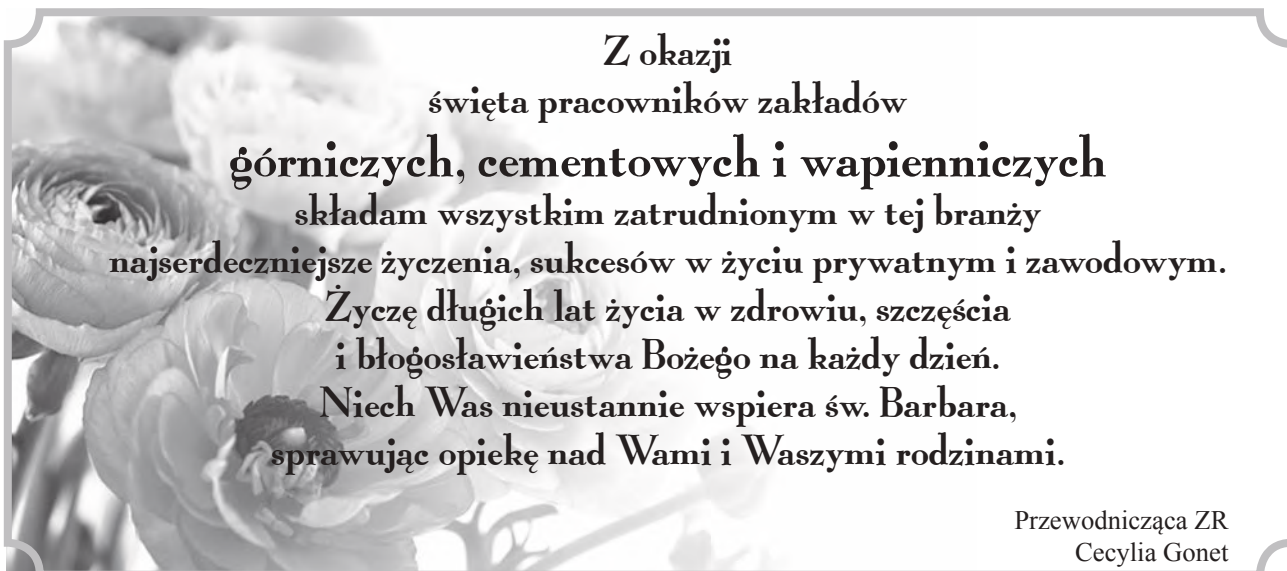 Z okazji
święta pracowników zakładów
górniczych, cementowych i wapienniczych
składam wszystkim zatrudnionym w tej branży
najserdeczniejsze życzenia, sukcesów w życiu prywatnym i zawodowym.
Życzę długich lat życia w zdrowiu, szczęścia
i błogosławieństwa Bożego na każdy dzień.
Niech Was nieustannie wspiera św. Barbara,
sprawując opiekę nad Wami i Waszymi rodzinami.
Przewodnicząca ZR
Cecylia Gonet